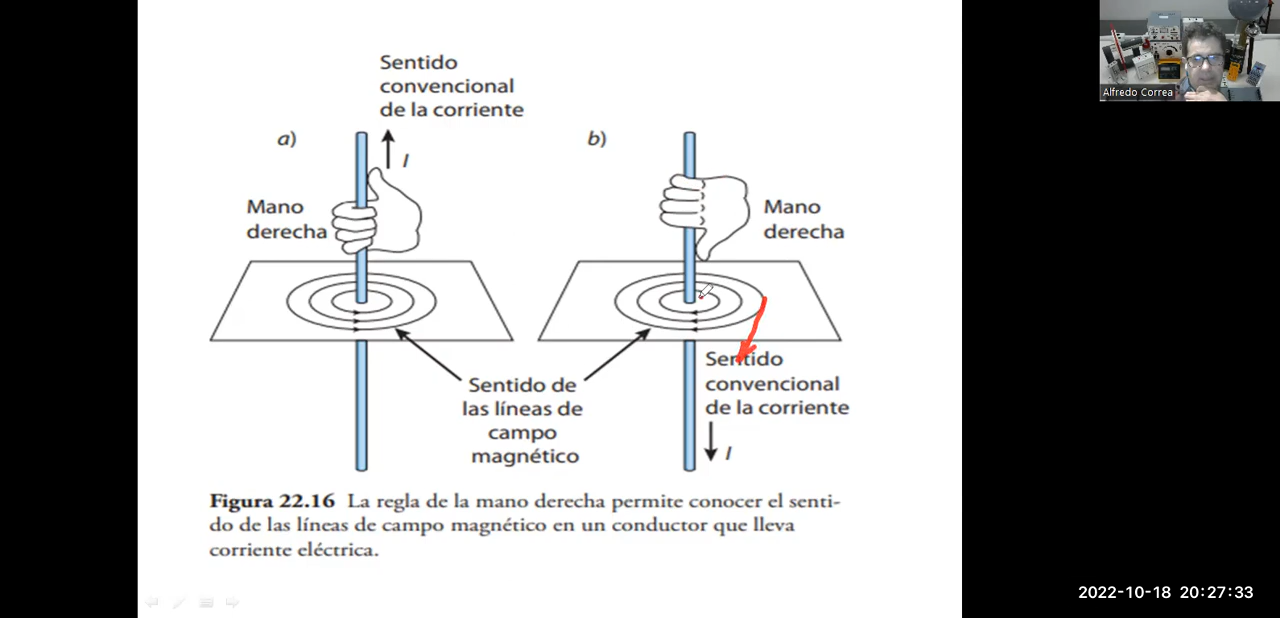 Sentido
convencional
de la corriente
a)
I
Mano
derecha
b)
Mano
derecha
Sentido de
las líneas de
campo
magnético
Sentido
convencional
de la corriente
I
Figura 22.16 La regla de la mano derecha permite conocer el senti-
do de las líneas de campo magnético en un conductor que lleva
corriente eléctrica.
Alfredo Correa
2022-10-18 20:27:33